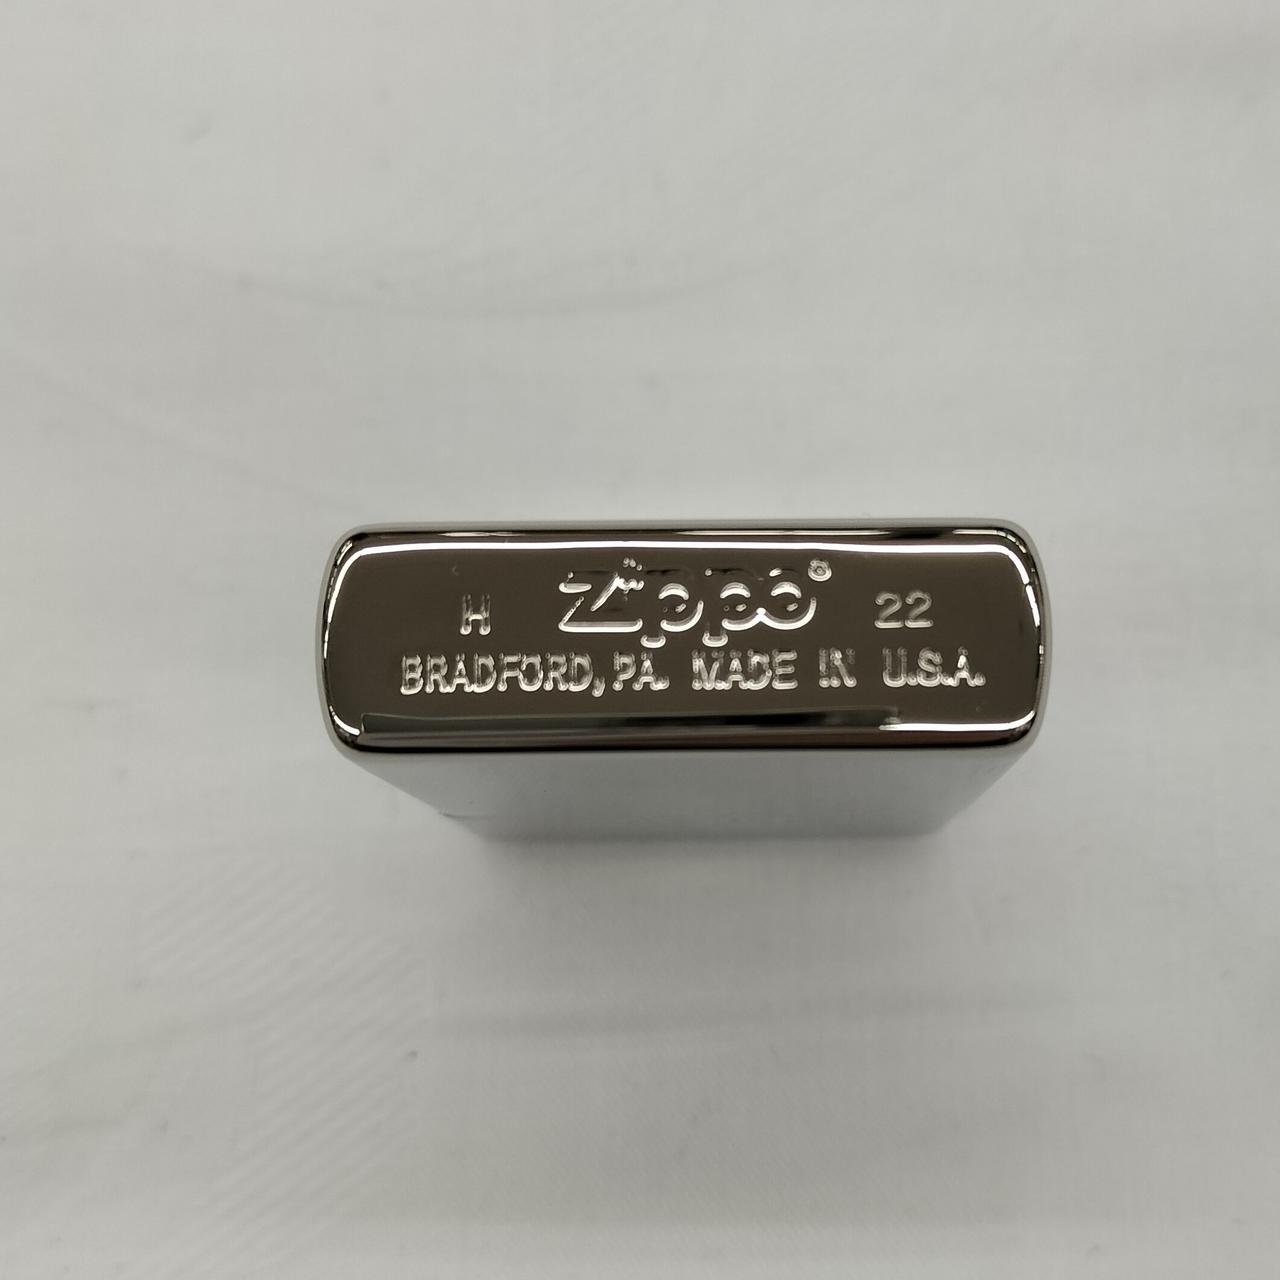 H Zippo® 22
BRADFORD, PA. MADE IN U.S.A.